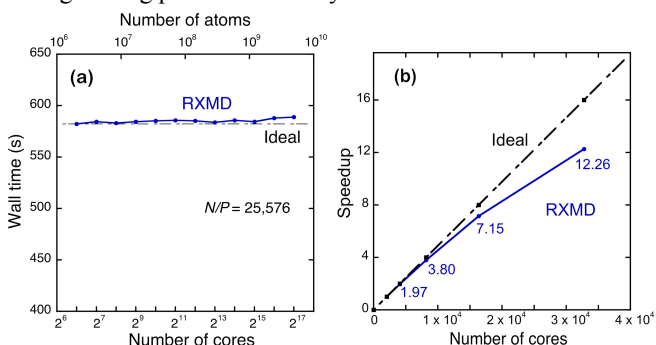 Number of atoms
10^6 10^7 10^8 10^9 10^10
650
600
550
500
450
400
Wall time (s)
(a)
RXMD
Ideal
N/P = 25,576
2^6 2^7 2^9 2^11 2^13 2^15 2^17
Number of cores
(b)
16
12
8
4
0
Speedup
Ideal
12.26
RXMD
7.15
3.80
1.97
0 1 x 10^4 2 x 10^4 3 x 10^4 4 x 10^4
Number of cores